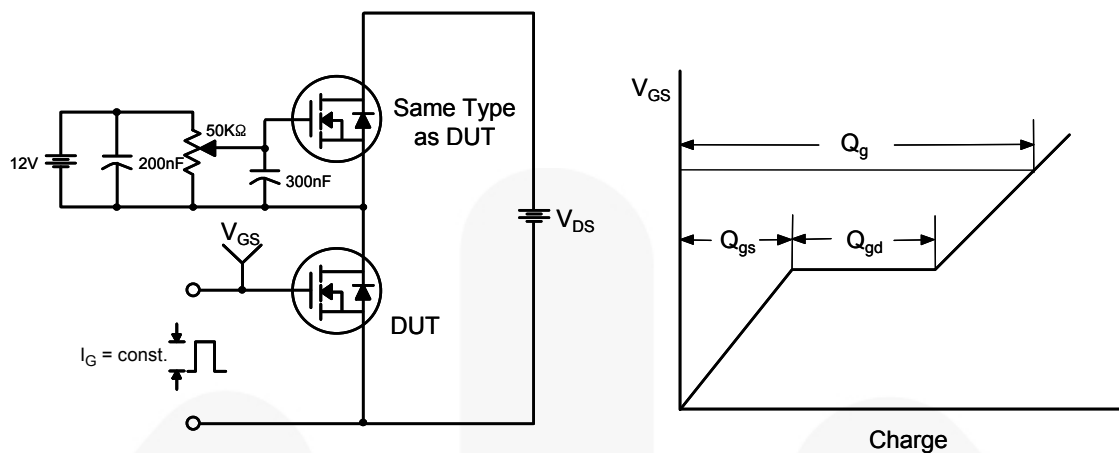 12V
200nF
50KΩ
300nF
Same Type
as DUT
V_DS
V_GS
DUT
I_G = const.
V_GS
Q_g
Q_gs
Q_gd
Charge